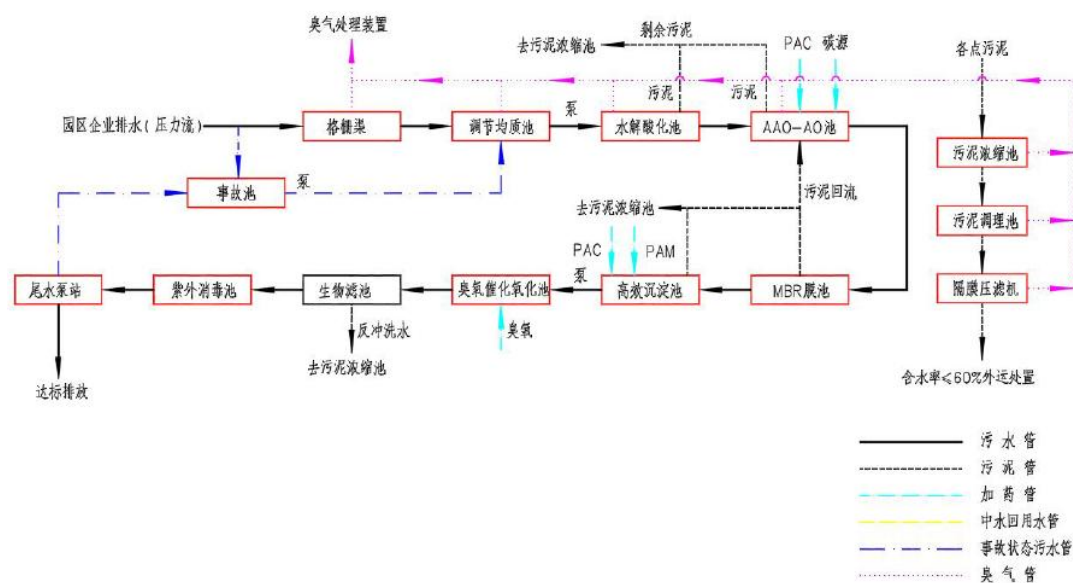 臭气处理装置
剩余污泥
去污泥浓缩池
PAC 碳源
各点污泥
污泥
污泥
园区企业排水(压力流)
格栅渠
调节均质池
泵
水解酸化池
AAO-AO池
污泥浓缩池
事故池
泵
污泥回流
去污泥浓缩池
污泥调理池
PAC
PAM
泵
尾水泵站
紫外消毒池
生物滤池
臭氧催化氧化池
高效沉淀池
MBR膜池
隔膜压滤机
反冲洗水
臭氧
去污泥浓缩池
达标排放
含水率≤60%外运处置
污水管
污泥管
加药管
中水回用水管
事故状态污水管
臭气管